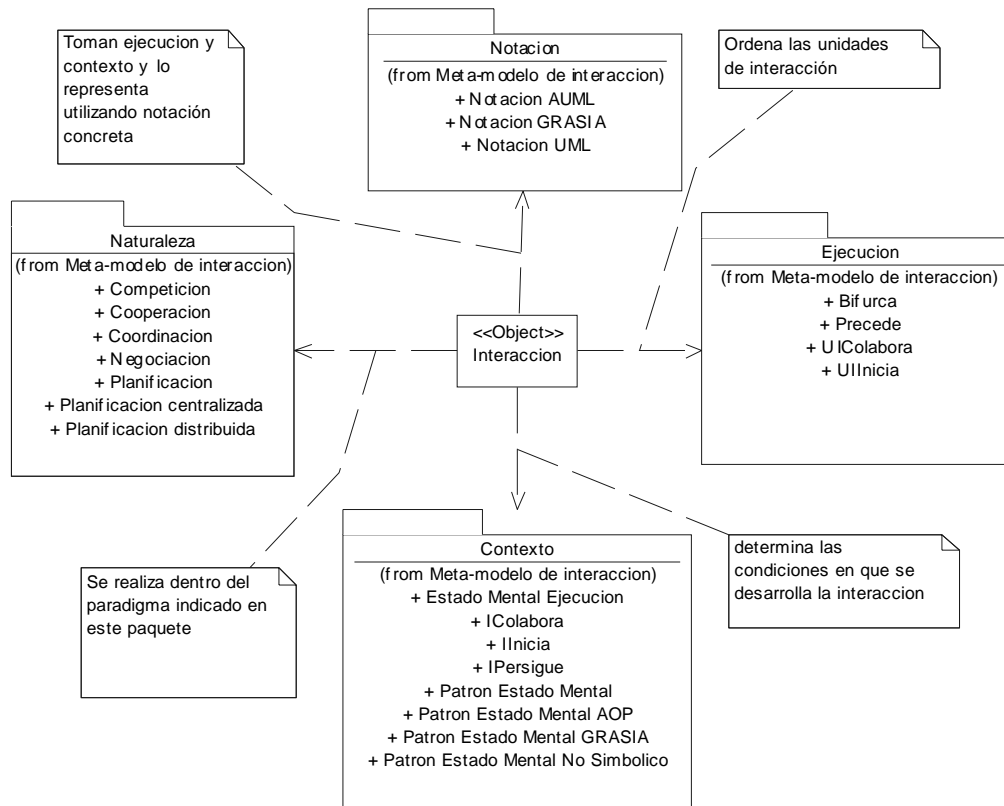 Toman ejecucion y
contexto y lo
representa
utilizando notación
concreta
Notacion
(from Meta-modelo de interaccion)
+ Notacion AUML
+ Notacion GRASIA
+ Notacion UML
Ordena las unidades
de interacción
Naturaleza
(from Meta-modelo de interaccion)
+ Competicion
+ Cooperacion
+ Coordinacion
+ Negociacion
+ Planificacion
+ Planificacion centralizada
+ Planificacion distribuida
<<Object>>
Interaccion
Ejecucion
(from Meta-modelo de interaccion)
+ Bifurca
+ Precede
+ UIColabora
+ UIInicia
Se realiza dentro del
paradigma indicado en
este paquete
Contexto
(from Meta-modelo de interaccion)
+ Estado Mental Ejecucion
+ IColabora
+ IInicia
+ IPersigue
+ Patron Estado Mental
+ Patron Estado Mental AOP
+ Patron Estado Mental GRASIA
+ Patron Estado Mental No Simbolico
determina las
condiciones en que se
desarrolla la interaccion